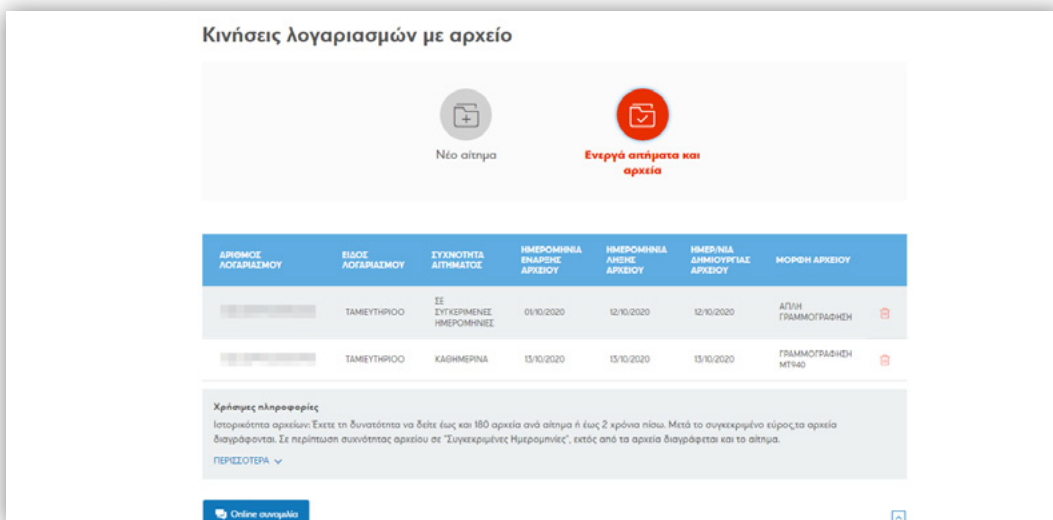 Κινήσεις λογαριασμών με αρχείο
Νέο αίτημα
Ενεργά αιτήματα και
αρχεία
ΑΡΙΘΜΟΣ
ΛΟΓΑΡΙΑΣΜΟΥ
ΕΙΔΟΣ
ΛΟΓΑΡΙΑΣΜΟΥ
ΣΥΧΝΟΤΗΤΑ
ΑΙΤΗΜΑΤΟΣ
ΗΜΕΡΟΜΗΝΙΑ
ΕΝΑΡΞΗΣ
ΑΡΧΕΙΟΥ
ΗΜΕΡΟΜΗΝΙΑ
ΛΗΞΗΣ
ΑΡΧΕΙΟΥ
ΗΜΕΡ/ΝΙΑ
ΔΗΜΙΟΥΡΓΙΑΣ
ΑΡΧΕΙΟΥ
ΜΟΡΦΗ ΑΡΧΕΙΟΥ
ΤΑΜΙΕΥΤΗΡΙΟΟ
ΣΕ
ΣΥΓΚΕΡΙΜΕΝΕΣ
ΗΜΕΡΟΜΗΝΙΕΣ
01/10/2020
12/10/2020
12/10/2020
ΑΠΛΗ
ΓΡΑΜΜΟΓΡΑΦΗΣΗ
ΤΑΜΙΕΥΤΗΡΙΟΟ
ΚΑΘΗΜΕΡΙΝΑ
13/10/2020
13/10/2020
13/10/2020
ΓΡΑΜΜΟΓΡΑΦΗΣΗ
MT940
Χρήσιμες πληροφορίες
Ιστορικότητα αρχείων: Έχετε τη δυνατότητα να δείτε έως και 180 αρχεία ανά αίτημα ή έως 2 χρόνια πίσω. Μετά το συγκεκριμένο εύρος,τα αρχεία
διαγράφονται. Σε περίπτωση συχνότητας αρχείου σε "Συγκεκριμένες Ημερομηνίες", εκτός από τα αρχεία διαγράφεται και το αίτημα.
ΠΕΡΙΣΣΟΤΕΡΑ
Online συνομιλία